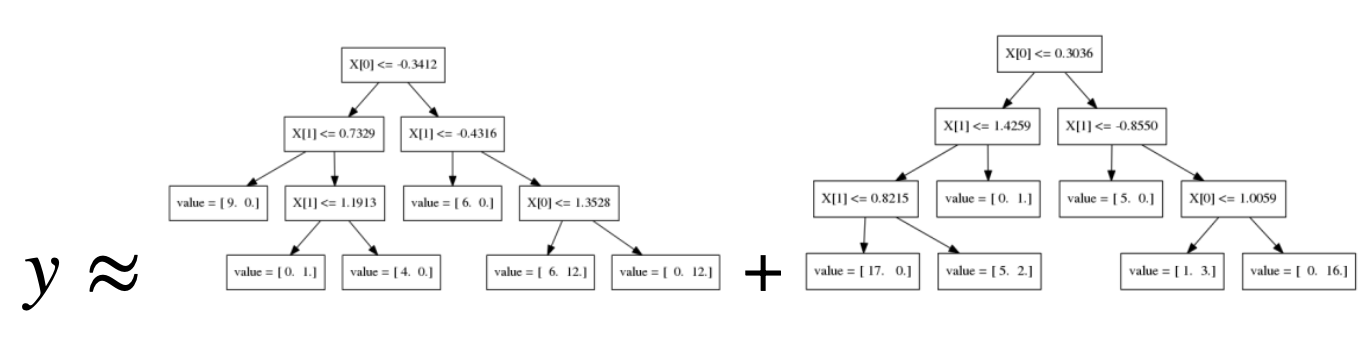 X[0] <= -0.3412
X[1] <= 0.7329
X[1] <= -0.4316
value = [ 9. 0.]
X[1] <= 1.1913
value = [ 6. 0.]
X[0] <= 1.3528
value = [ 0. 1.]
value = [ 4. 0.]
value = [ 6. 12.]
value = [ 0. 12.]
y ≈
+
X[0] <= 0.3036
X[1] <= 1.4259
X[1] <= -0.8550
X[1] <= 0.8215
value = [ 0. 1.]
value = [ 5. 0.]
X[0] <= 1.0059
value = [ 17. 0.]
value = [ 5. 2.]
value = [ 1. 3.]
value = [ 0. 16.]